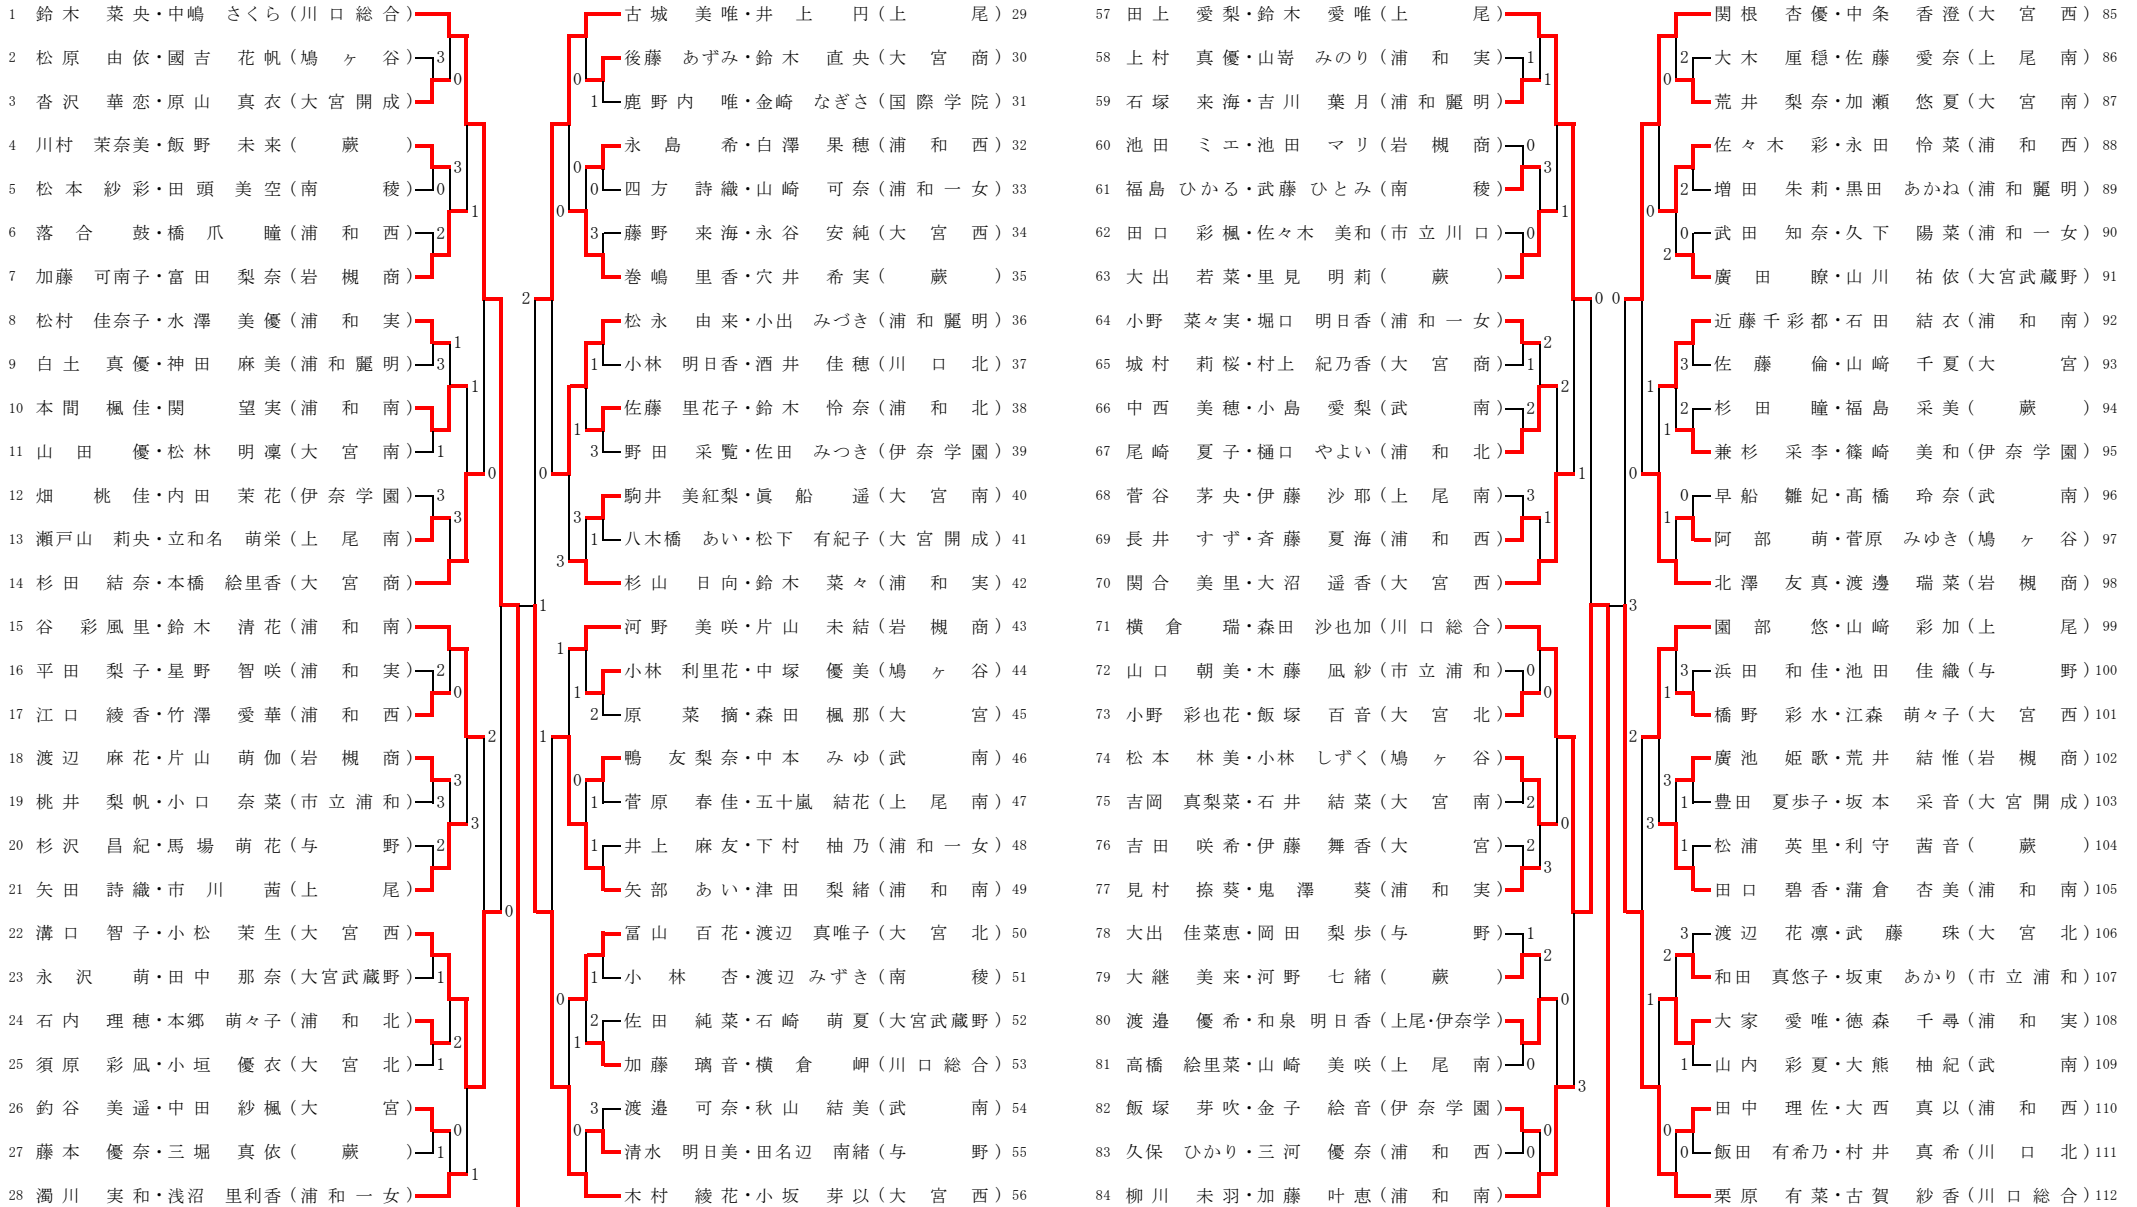 1 鈴木 菜央・中嶋 さくら(川口総合)
2 松原 由依・國吉 花帆(鳩ヶ谷)
3 沓沢 華恋・原山 真衣(大宮開成)
4 川村 茉奈美・飯野 未来(蕨)
5 松本 紗彩・田頭 美空(南稜)
6 落合 鼓・橋爪 瞳(浦和西)
7 加藤 可南子・富田 梨奈(岩槻商)
8 松村 佳奈子・水澤 美優(浦和実)
9 白土 真優・神田 麻美(浦和麗明)
10 本間 楓佳・関 望実(浦和南)
11 山田 優・松林 明凜(大宮南)
12 畑 桃佳・内田 茉花(伊奈学園)
13 瀬戸山 莉央・立和名 萌栄(上尾南)
14 杉田 結奈・本橋 絵里香(大宮商)
15 谷 彩風里・鈴木 清花(浦和南)
16 平田 梨子・星野 智咲(浦和実)
17 江口 綾香・竹澤 愛華(浦和西)
18 渡辺 麻花・片山 萌伽(岩槻商)
19 桃井 梨帆・小口 奈菜(市立浦和)
20 杉沢 昌紀・馬場 萌花(与野)
21 矢田 詩織・市川 茜(上尾)
22 溝口 智子・小松 茉生(大宮西)
23 永沢 萌・田中 那奈(大宮武蔵野)
24 石内 理穂・本郷 萌々子(浦和北)
25 須原 彩凪・小垣 優衣(大宮北)
26 釣谷 美遥・中田 紗楓(大宮)
27 藤本 優奈・三堀 真依(蕨)
28 濁川 実和・浅沼 里利香(浦和一女)
古城 美唯・井上 円(上尾) 29
後藤 あずみ・鈴木 直央(大宮商) 30
鹿野内 唯・金崎 なぎさ(国際学院) 31
永島 希・白澤 果穂(浦和西) 32
四方 詩織・山崎 可奈(浦和一女) 33
藤野 来海・永谷 安純(大宮西) 34
巻嶋 里香・穴井 希実(蕨) 35
松永 由来・小出 みづき(浦和麗明) 36
小林 明日香・酒井 佳穂(川口北) 37
佐藤 里花子・鈴木 怜奈(浦和北) 38
野田 采覧・佐田 みつき(伊奈学園) 39
駒井 美紅梨・眞船 遥(大宮南) 40
八木橋 あい・松下 有紀子(大宮開成) 41
杉山 日向・鈴木 菜々(浦和実) 42
河野 美咲・片山 未結(岩槻商) 43
小林 利里花・中塚 優美(鳩ヶ谷) 44
原 菜摘・森田 楓那(大宮) 45
鴨 友梨奈・中本 みゆ(武南) 46
菅原 春佳・五十嵐 結花(上尾南) 47
井上 麻友・下村 柚乃(浦和一女) 48
矢部 あい・津田 梨緒(浦和南) 49
冨山 百花・渡辺 真唯子(大宮北) 50
小林 杏・渡辺 みずき(南稜) 51
佐田 純菜・石崎 萌夏(大宮武蔵野) 52
加藤 璃音・横倉 岬(川口総合) 53
渡邉 可奈・秋山 結美(武南) 54
清水 明日美・田名辺 南緒(与野) 55
木村 綾花・小坂 芽以(大宮西) 56
57 田上 愛梨・鈴木 愛唯(上尾)
58 上村 真優・山嵜 みのり(浦和実)
59 石塚 来海・吉川 葉月(浦和麗明)
60 池田 ミエ・池田 マリ(岩槻商)
61 福島 ひかる・武藤 ひとみ(南稜)
62 田口 彩楓・佐々木 美和(市立川口)
63 大出 若菜・里見 明莉(蕨)
64 小野 菜々実・堀口 明日香(浦和一女)
65 城村 莉桜・村上 紀乃香(大宮商)
66 中西 美穂・小島 愛梨(武南)
67 尾崎 夏子・樋口 やよい(浦和北)
68 菅谷 茅央・伊藤 沙耶(上尾南)
69 長井 すず・斉藤 夏海(浦和西)
70 関合 美里・大沼 遥香(大宮西)
71 横倉 瑞・森田 沙也加(川口総合)
72 山口 朝美・木藤 凪紗(市立浦和)
73 小野 彩也花・飯塚 百音(大宮北)
74 松本 林美・小林 しずく(鳩ヶ谷)
75 吉岡 真梨菜・石井 結菜(大宮南)
76 吉田 咲希・伊藤 舞香(大宮)
77 見村 捺葵・鬼澤 葵(浦和実)
78 大出 佳菜恵・岡田 梨歩(与野)
79 大継 美来・河野 七緒(蕨)
80 渡邉 優希・和泉 明日香(上尾・伊奈学)
81 高橋 絵里菜・山崎 美咲(上尾南)
82 飯塚 芽吹・金子 絵音(伊奈学園)
83 久保 ひかり・三河 優奈(浦和西)
84 柳川 未羽・加藤 叶恵(浦和南)
関根 杏優・中条 香澄(大宮西) 85
大木 厘穏・佐藤 愛奈(上尾南) 86
荒井 梨奈・加瀬 悠夏(大宮南) 87
佐々木 彩・永田 怜菜(浦和西) 88
増田 朱莉・黒田 あかね(浦和麗明) 89
武田 知奈・久下 陽菜(浦和一女) 90
廣田 瞭・山川 祐依(大宮武蔵野) 91
近藤千彩都・石田 結衣(浦和南) 92
佐藤 倫・山﨑 千夏(大宮) 93
杉田 瞳・福島 采美(蕨) 94
兼杉 采李・篠崎 美和(伊奈学園) 95
早船 雛妃・髙橋 玲奈(武南) 96
阿部 萌・菅原 みゆき(鳩ヶ谷) 97
北澤 友真・渡邊 瑞菜(岩槻商) 98
園部 悠・山﨑 彩加(上尾) 99
浜田 和佳・池田 佳織(与野) 100
橋野 彩水・江森 萌々子(大宮西) 101
廣池 姫歌・荒井 結惟(岩槻商) 102
豊田 夏歩子・坂本 采音(大宮開成) 103
松浦 英里・利守 茜音(蕨) 104
田口 碧香・蒲倉 杏美(浦和南) 105
渡辺 花凛・武藤 珠(大宮北) 106
和田 真悠子・坂東 あかり(市立浦和) 107
大家 愛唯・徳森 千尋(浦和実) 108
山内 彩夏・大熊 柚紀(武南) 109
田中 理佐・大西 真以(浦和西) 110
飯田 有希乃・村井 真希(川口北) 111
栗原 有菜・古賀 紗香(川口総合) 112